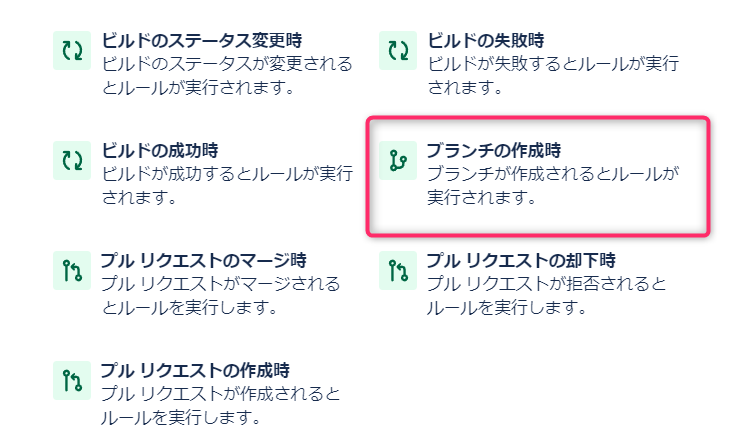 ビルドのステータス変更時
ビルドのステータスが変更される
とルールが実行されます。
ビルドの失敗時
ビルドが失敗するとルールが実行
されます。
ビルドの成功時
ビルドが成功するとルールが実行
されます。
ブランチの作成時
ブランチが作成されるとルールが
実行されます。
プル リクエストのマージ時
プル リクエストがマージされる
とルールを実行します。
プル リクエストの却下時
プル リクエストが拒否されると
ルールを実行します。
プル リクエストの作成時
プル リクエストが作成されると
ルールを実行します。